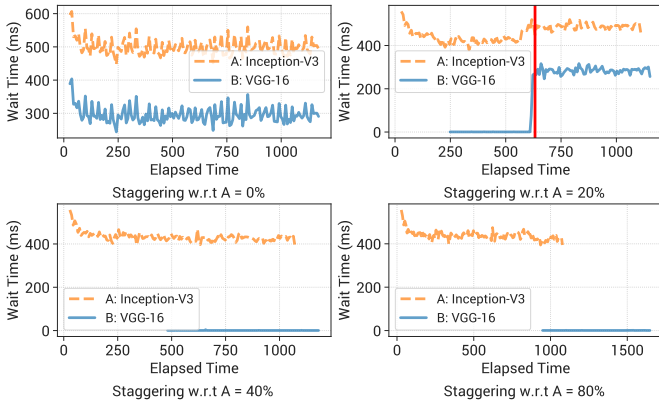 Wait Time (ms)
600
500
400
300
A: Inception-V3
B: VGG-16
0
250
500
750
1000
Elapsed Time
Staggering w.r.t A = 0%
Wait Time (ms)
400
200
0
A: Inception-V3
B: VGG-16
0
250
500
750
1000
Elapsed Time
Staggering w.r.t A = 20%
Wait Time (ms)
400
200
0
A: Inception-V3
B: VGG-16
0
250
500
750
1000
Elapsed Time
Staggering w.r.t A = 40%
Wait Time (ms)
400
200
0
A: Inception-V3
B: VGG-16
0
500
1000
1500
Elapsed Time
Staggering w.r.t A = 80%